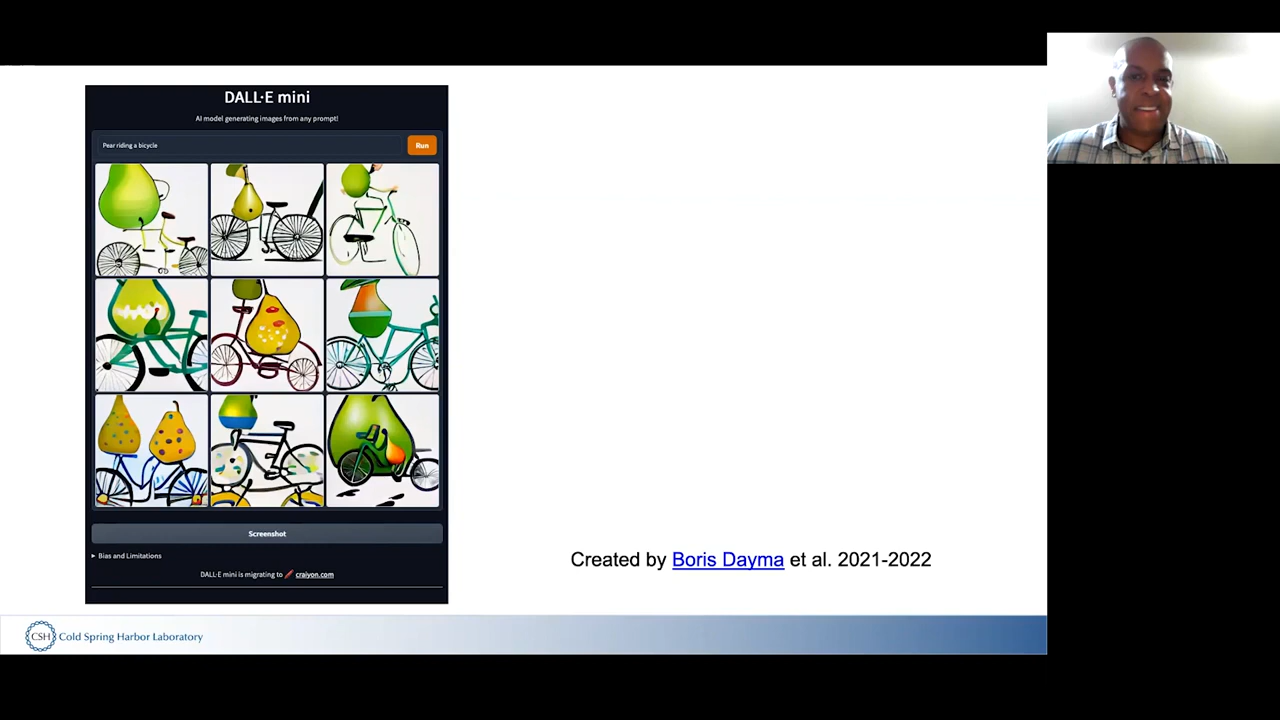 DALL·E mini
AI model generating images from any prompt!
Pear riding a bicycle
Run
Screenshot
▸ Bias and Limitations
DALL·E mini is migrating to 🖍 craiyon.com
Created by Boris Dayma et al. 2021-2022
CSH Cold Spring Harbor Laboratory